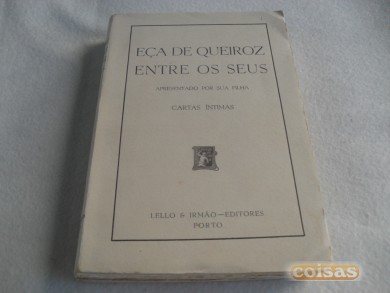 EÇA DE QUEIROZ
ENTRE OS SEUS
APRESENTADO POR SUA FILHA
CARTAS ÍNTIMAS
LELLO & IRMÃO—EDITORES
PORTO
coisas